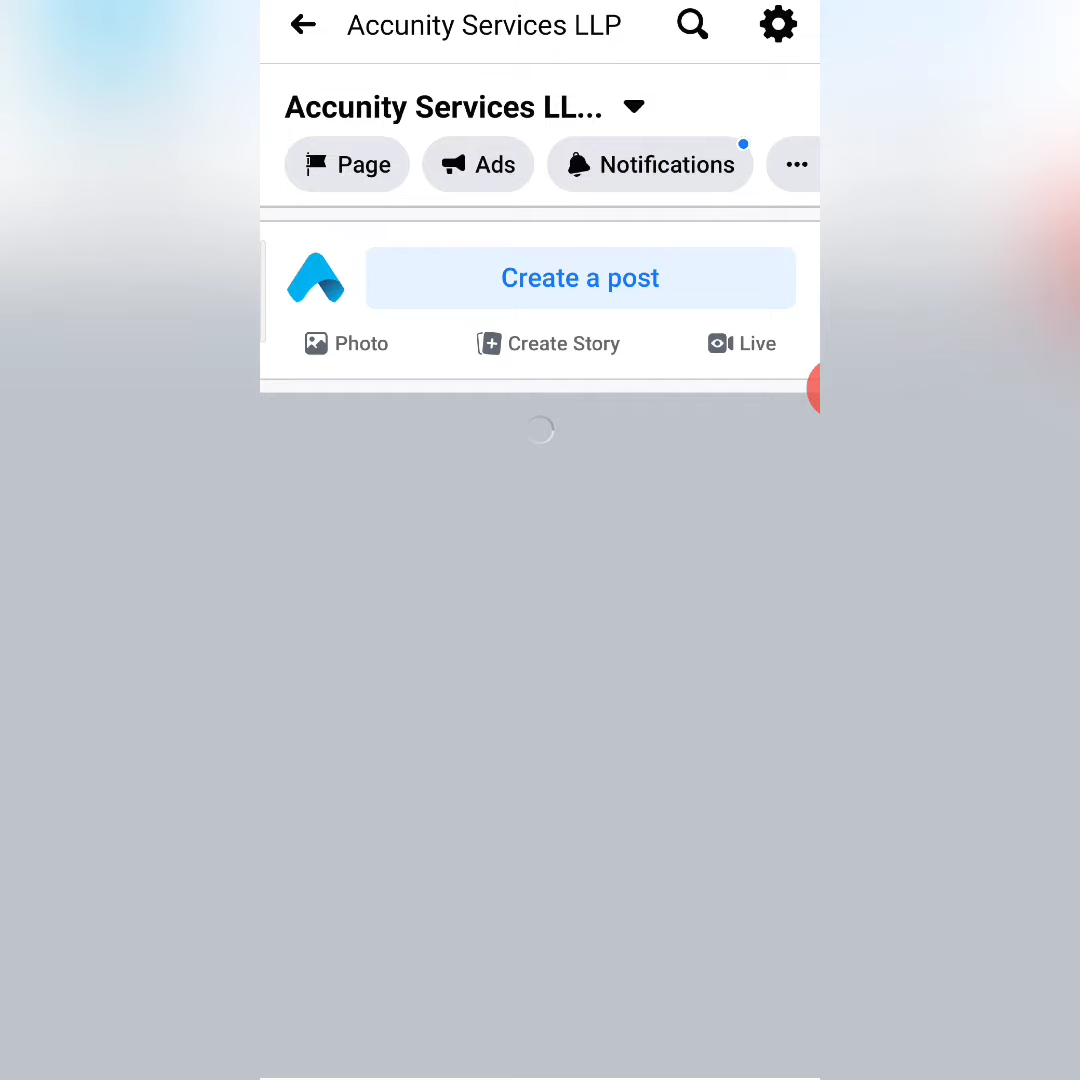 Accunity Services LLP
Accunity Services LL...
Page
Ads
Notifications
Create a post
Photo
Create Story
Live